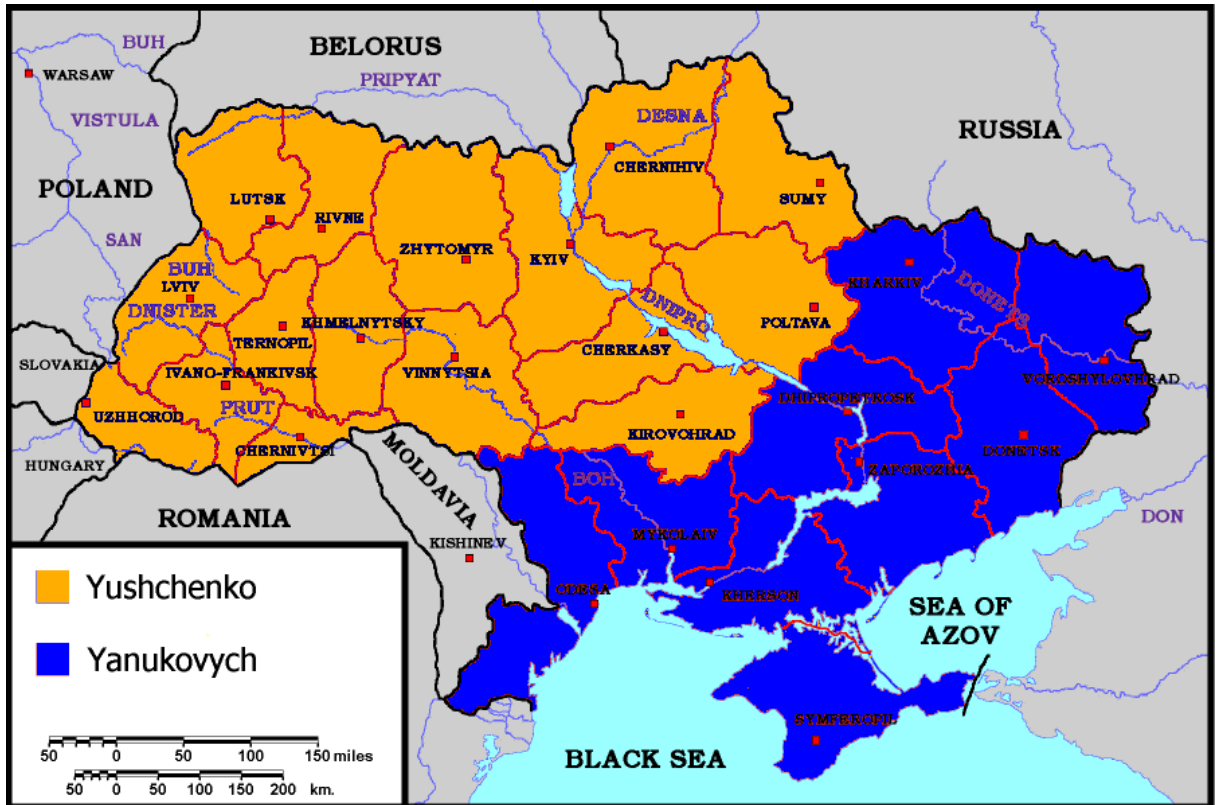 BUH
BELORUS
WARSAW
PRIPYAT
VISTULA
DESNA
RUSSIA
CHERNIHIV
POLAND
LUTSK
SUMY
RIVNE
SAN
ZHYTOMYR
KYIV
BUH
LVIV
KHARKIV
DNISTER
DNIPRO
KHMELNYTSKY
POLTAVA
TERNOPIL
CHERKASY
SLOVAKIA
IVANO-FRANKIVSK
VINNYTSIA
VOROSHYLOVHRAD
PRUT
DHIPROPETROSK
UZHHOROD
KIROVOHRAD
CHERNIVTSI
DONETSK
HUNGARY
MOLDAVIA
ZAPOROZHIA
BOH
ROMANIA
DON
MYKOLAIV
KISHINEV
ODESA
KHERSON
SEA OF
AZOV
Yushchenko
Yanukovych
SYMFEROPIL
BLACK SEA
50 0 50 100 150 miles
50 0 50 100 150 200 km.